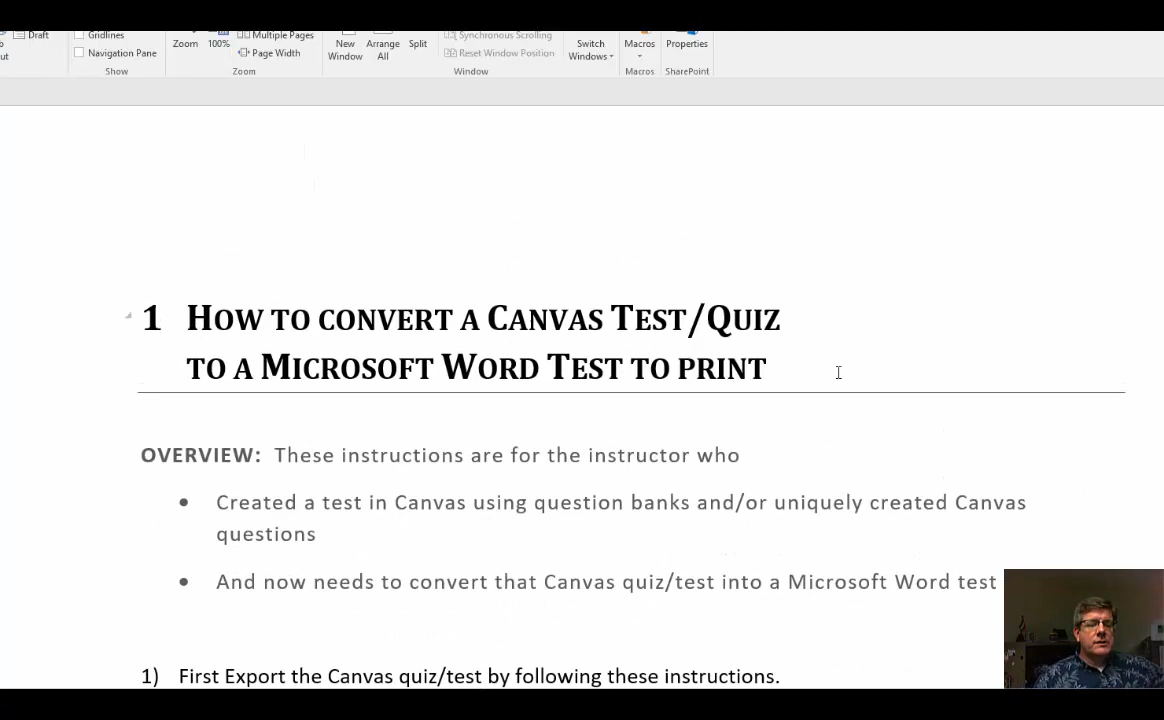 Draft
Gridlines
Multiple Pages
Synchronous Scrolling
Navigation Pane
Zoom
100%
Page Width
New Window
Arrange All
Split
Reset Window Position
Switch Windows
Macros
Properties
Show
Zoom
Window
Macros
SharePoint
1 HOW TO CONVERT A CANVAS TEST/QUIZ
TO A MICROSOFT WORD TEST TO PRINT
OVERVIEW: These instructions are for the instructor who
• Created a test in Canvas using question banks and/or uniquely created Canvas
questions
• And now needs to convert that Canvas quiz/test into a Microsoft Word test
1) First Export the Canvas quiz/test by following these instructions.